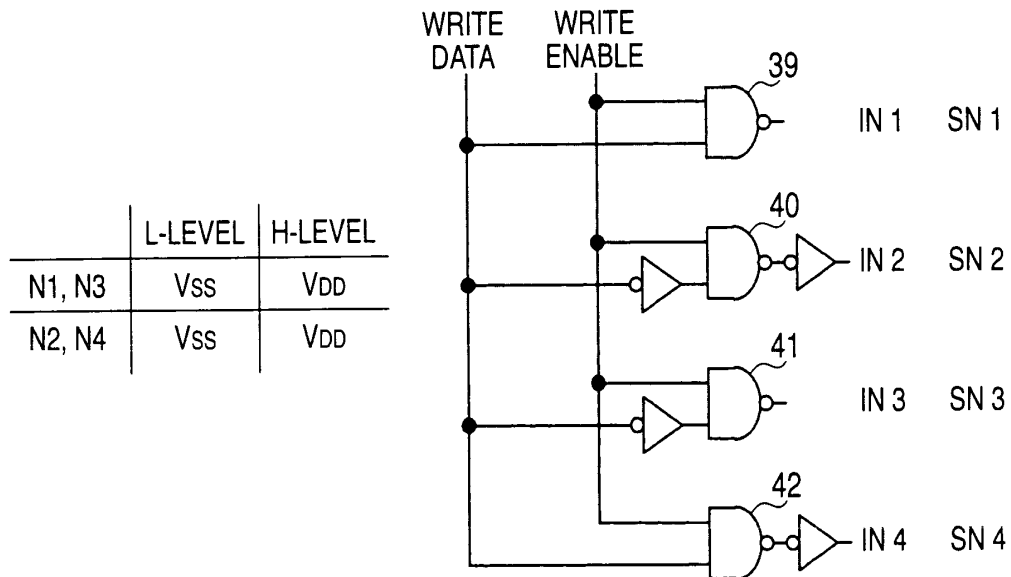 WRITE DATA
WRITE ENABLE
39
IN 1 SN 1
40
IN 2 SN 2
41
IN 3 SN 3
42
IN 4 SN 4
L-LEVEL H-LEVEL
N1, N3 VSS VDD
N2, N4 VSS VDD